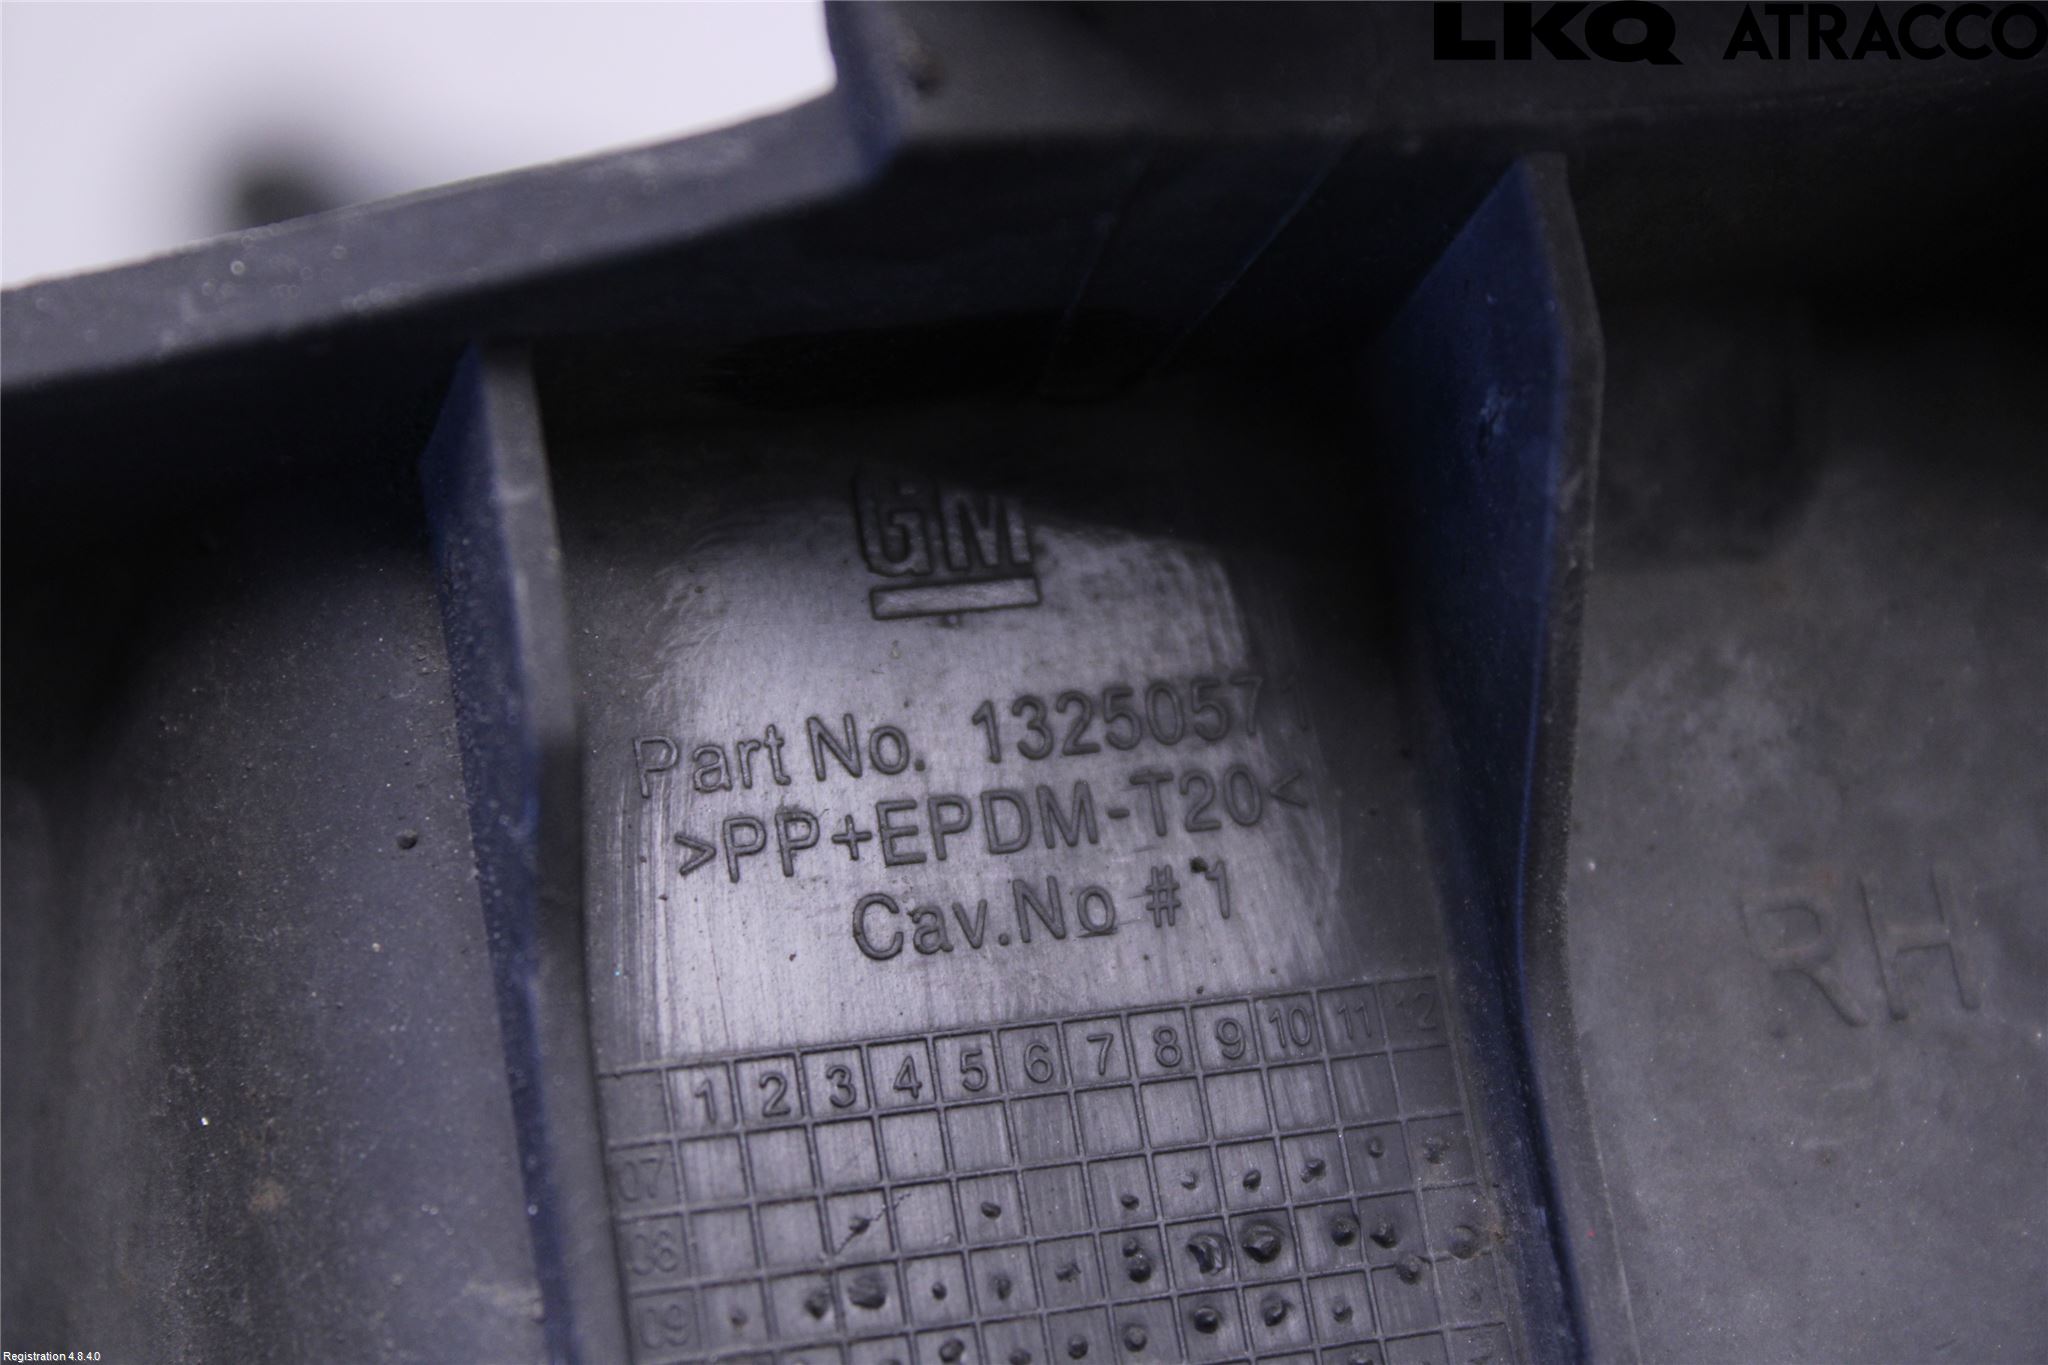 LKQ ATRACCO
GM
Part No. 13250571
>PP+EPDM-T20<
Cav.No # 1
RH
1 2 3 4 5 6 7 8 9 10 11 12
07
08
09
Registration 4.8.4.0